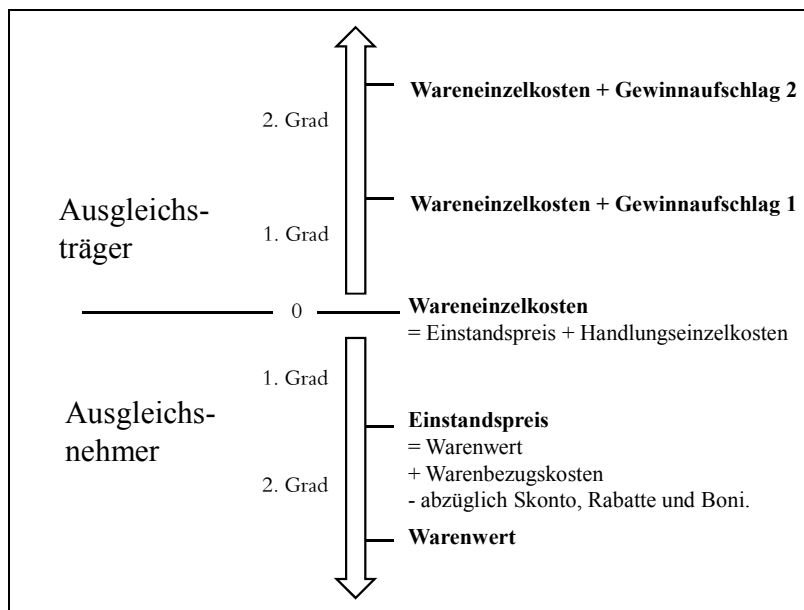 Wareneinzelkosten + Gewinnaufschlag 2
2. Grad
Wareneinzelkosten + Gewinnaufschlag 1
Ausgleichs-
träger
1. Grad
0
Wareneinzelkosten
= Einstandspreis + Handlungseinzelkosten
1. Grad
Ausgleichs-
nehmer
Einstandspreis
= Warenwert
+ Warenbezugskosten
- abzüglich Skonto, Rabatte und Boni.
2. Grad
Warenwert